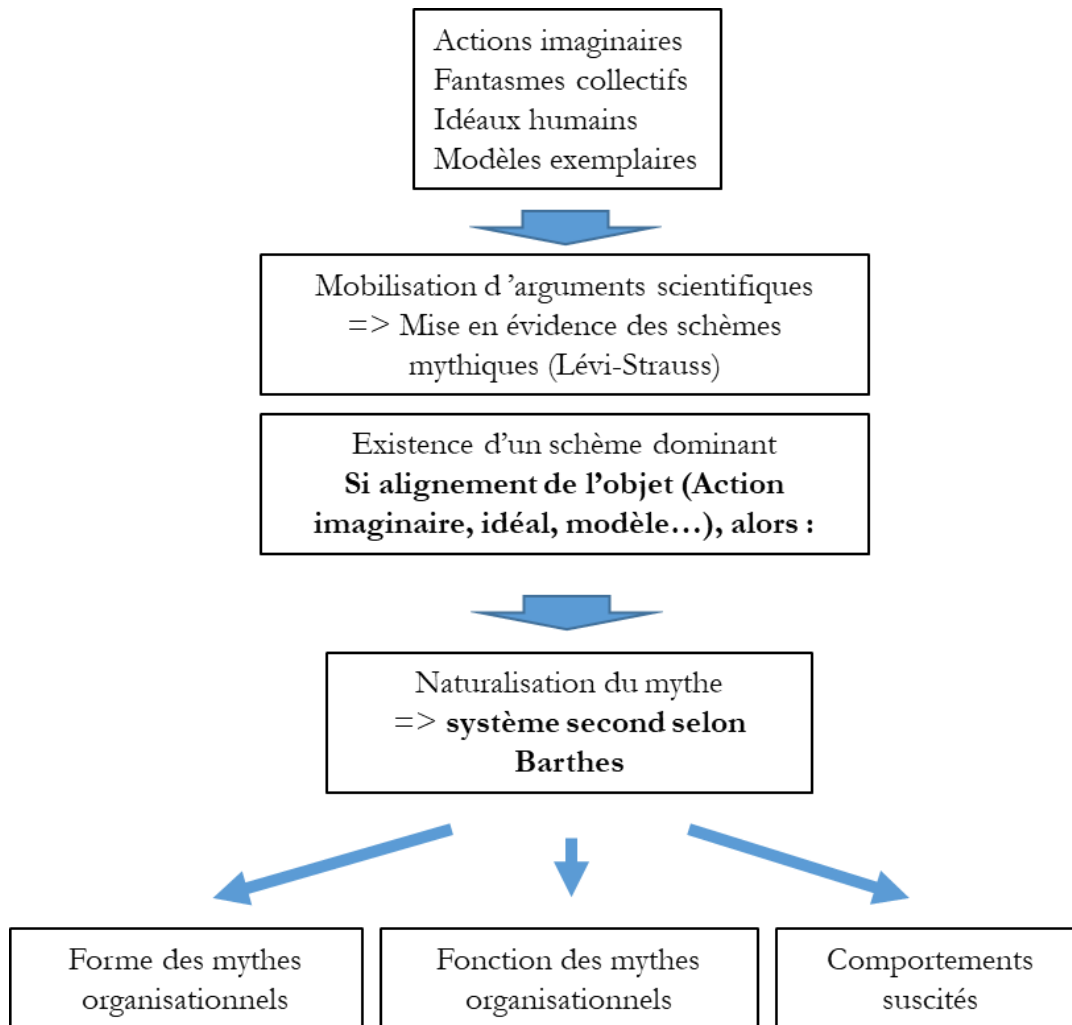 Actions imaginaires
Fantasmes collectifs
Idéaux humains
Modèles exemplaires
Mobilisation d’arguments scientifiques
=> Mise en évidence des schèmes
mythiques (Lévi-Strauss)
Existence d’un schème dominant
Si alignement de l’objet (Action
imaginaire, idéal, modèle…), alors :
Naturalisation du mythe
=> système second selon
Barthes
Forme des mythes
organisationnels
Fonction des mythes
organisationnels
Comportements
suscités